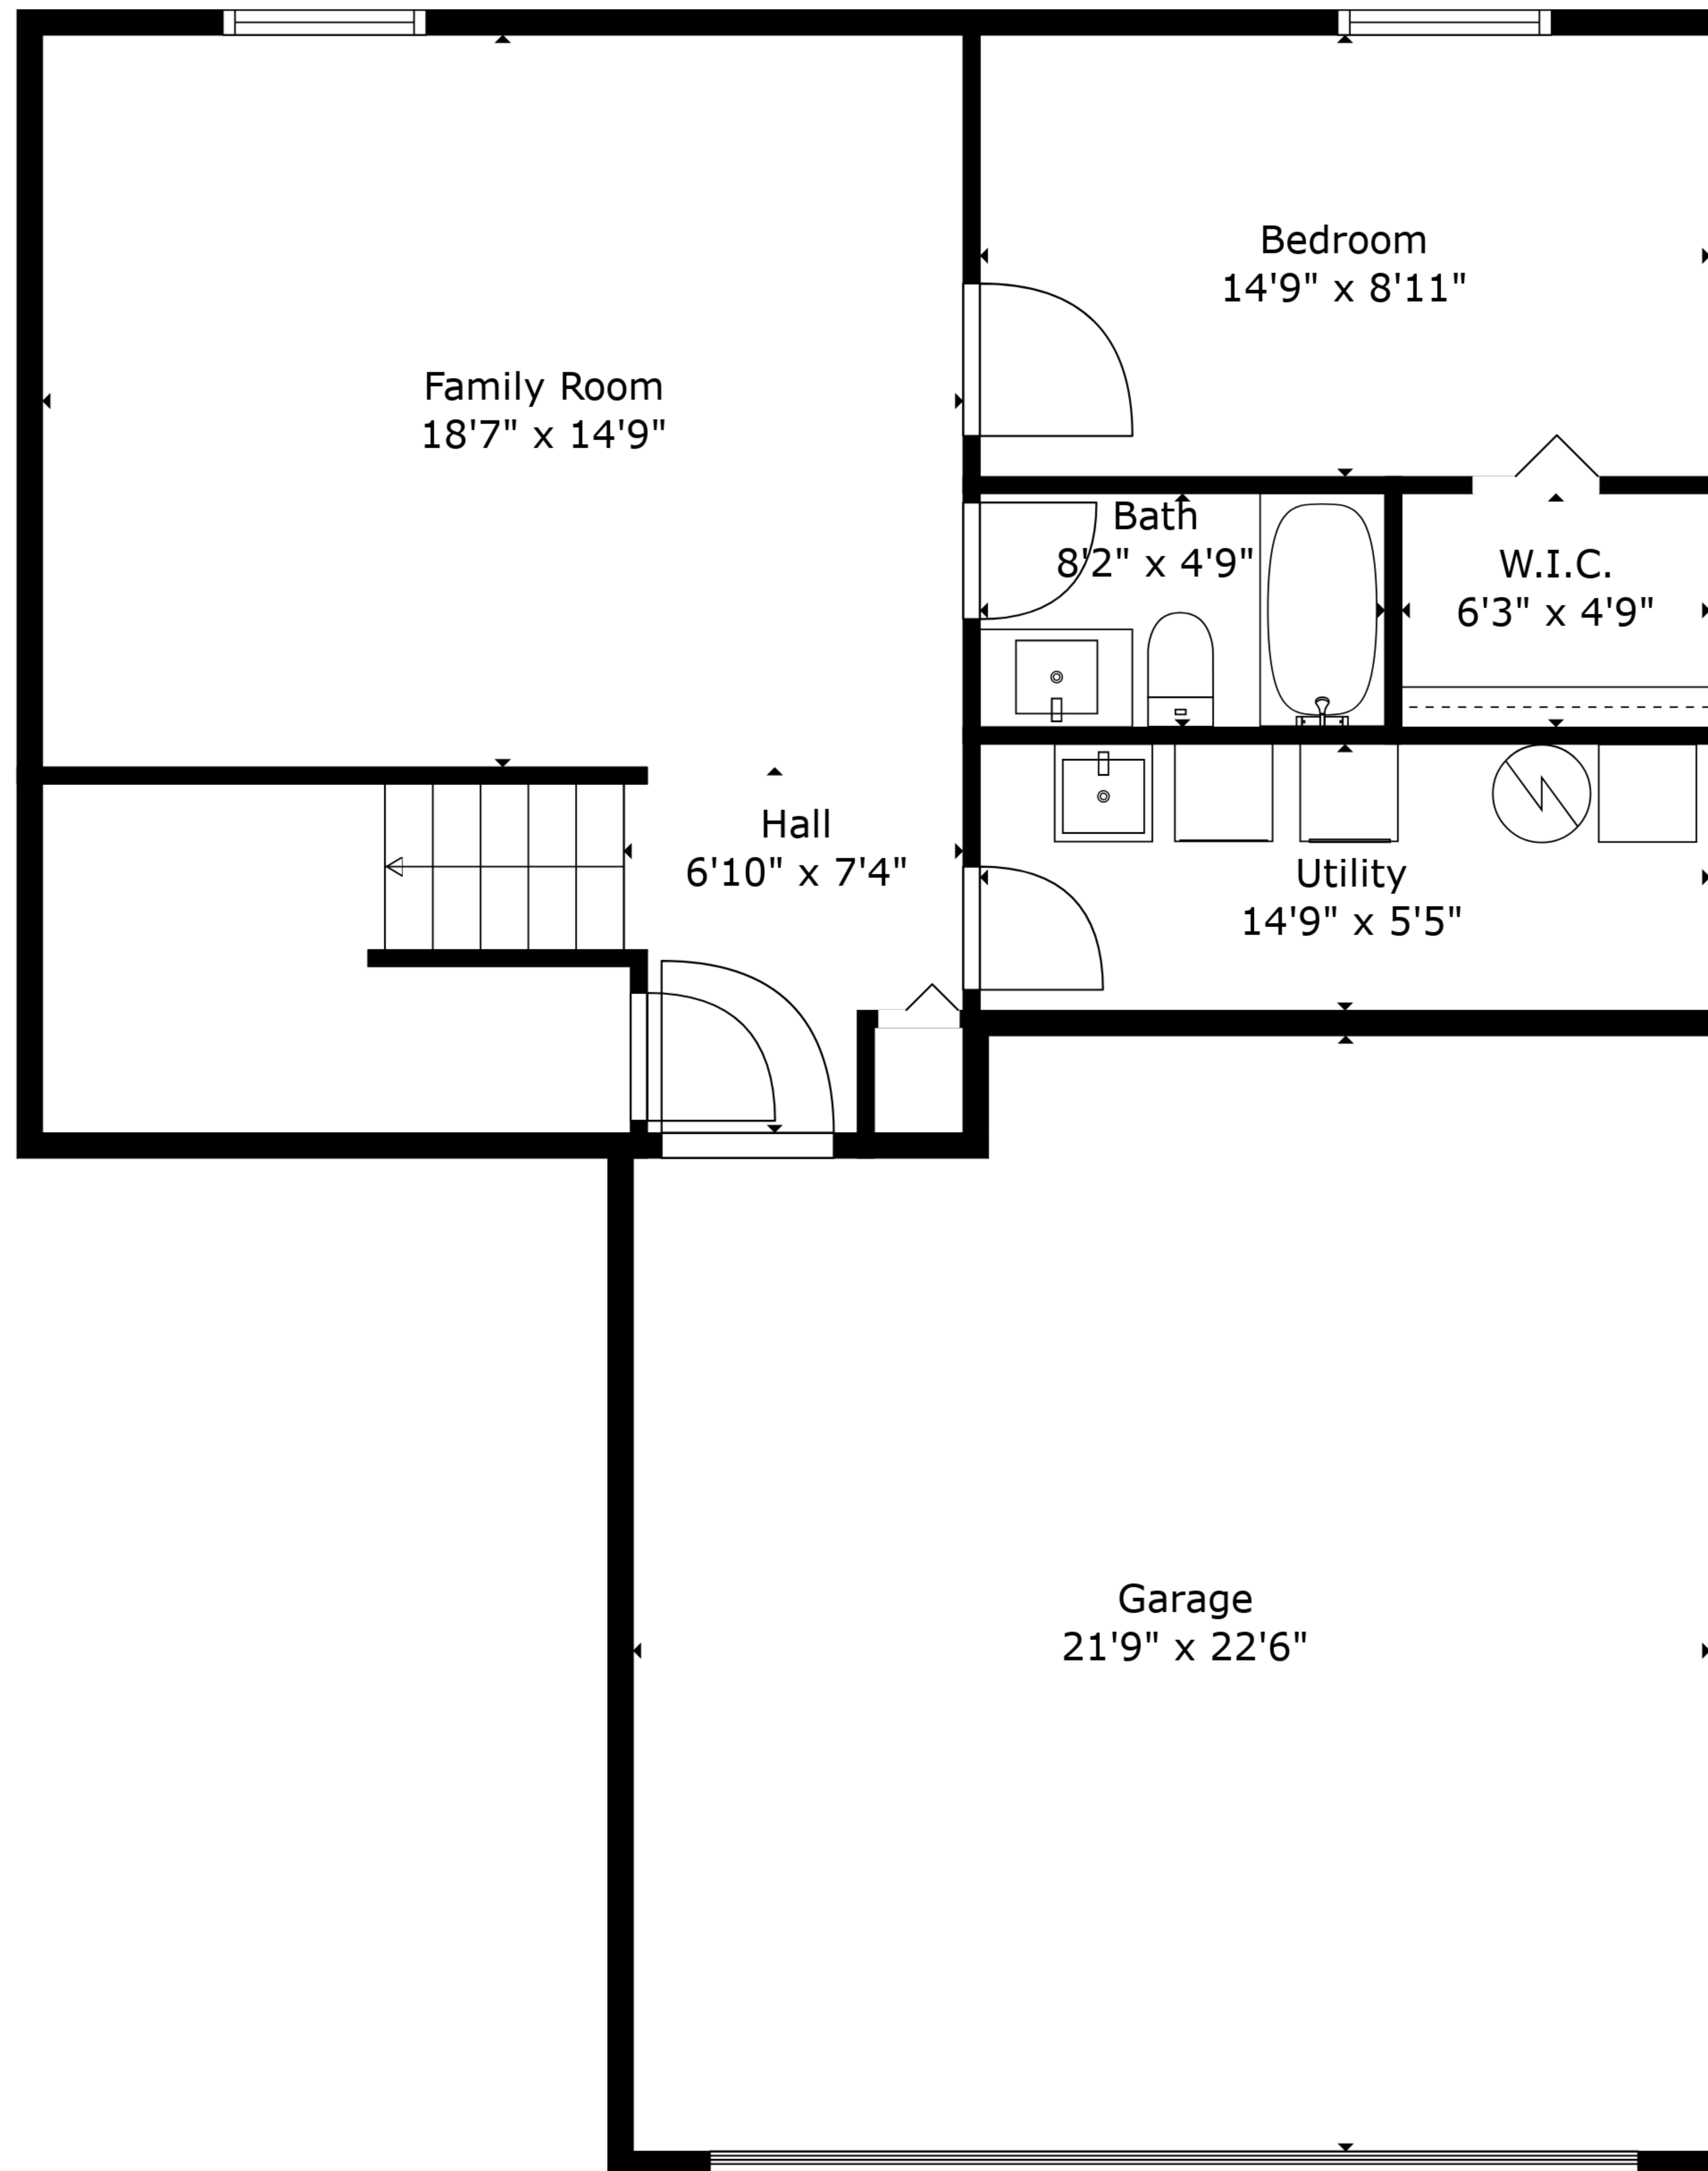 Bedroom
14'9" x 8'11"
Family Room
18'7" x 14'9"
Bath
8'2" x 4'9"
W.I.C.
6'3" x 4'9"
Hall
6'10" x 7'4"
Utility
14'9" x 5'5"
Garage
21'9" x 22'6"